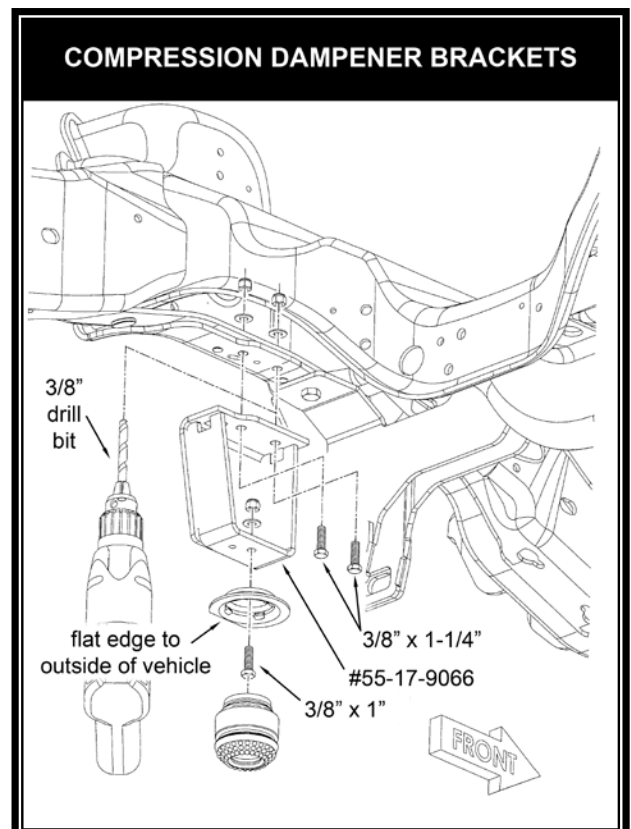 COMPRESSION DAMPENER BRACKETS
3/8"
drill
bit
flat edge to
outside of vehicle
3/8" x 1-1/4"
#55-17-9066
3/8" x 1"
FRONT